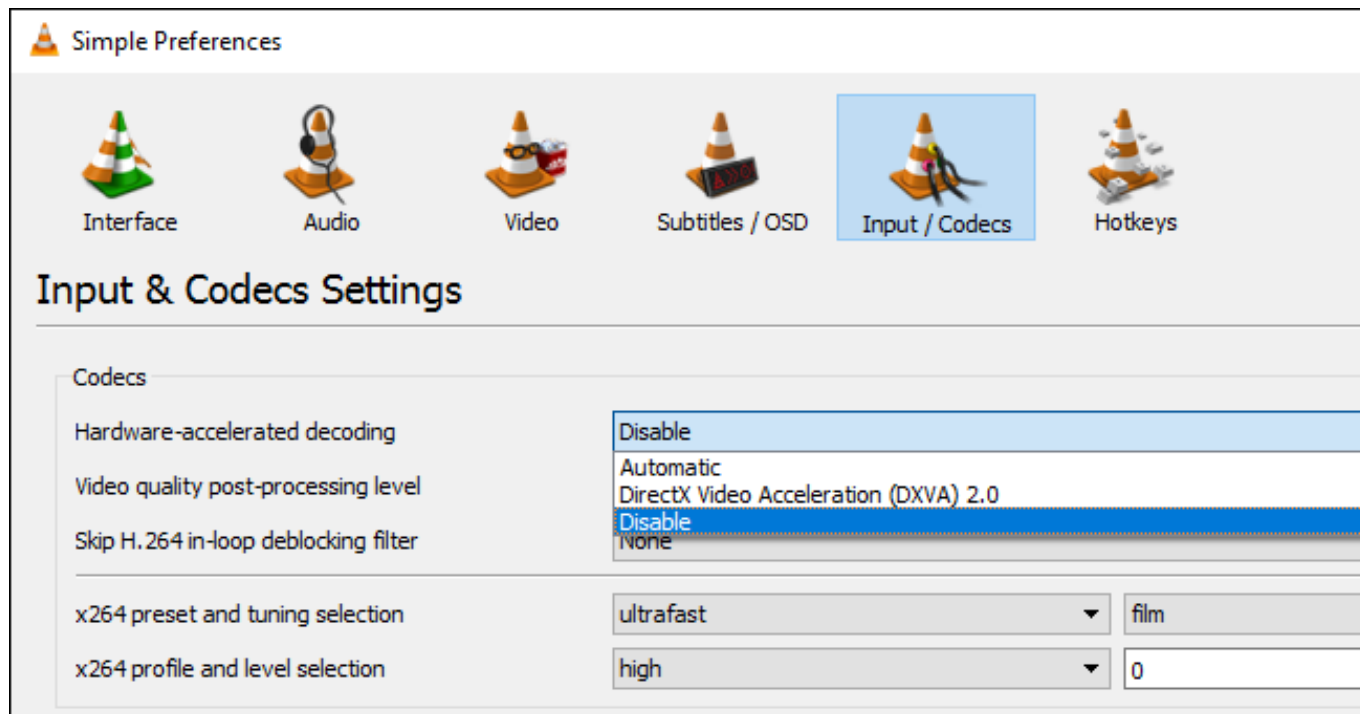 Simple Preferences
Interface
Audio
Video
Subtitles / OSD
Input / Codecs
Hotkeys
Input & Codecs Settings
Codecs
Hardware-accelerated decoding
Disable
Automatic
Video quality post-processing level
DirectX Video Acceleration (DXVA) 2.0
Disable
Skip H.264 in-loop deblocking filter
None
x264 preset and tuning selection
ultrafast
film
x264 profile and level selection
high
0